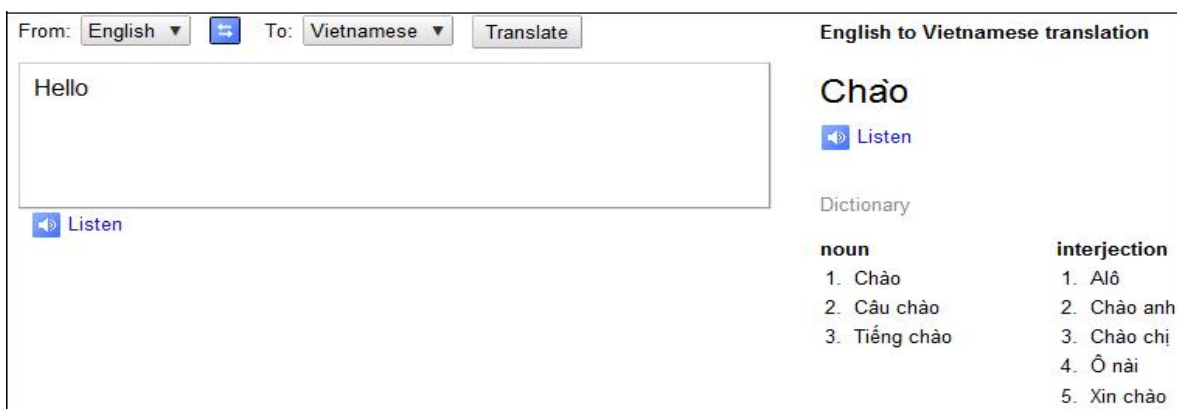 From: English ▼ To: Vietnamese ▼ Translate
Hello
Listen
English to Vietnamese translation
Chào
Listen
Dictionary
noun
1. Chào
2. Câu chào
3. Tiếng chào
interjection
1. Alô
2. Chào anh
3. Chào chị
4. Ô nài
5. Xin chào